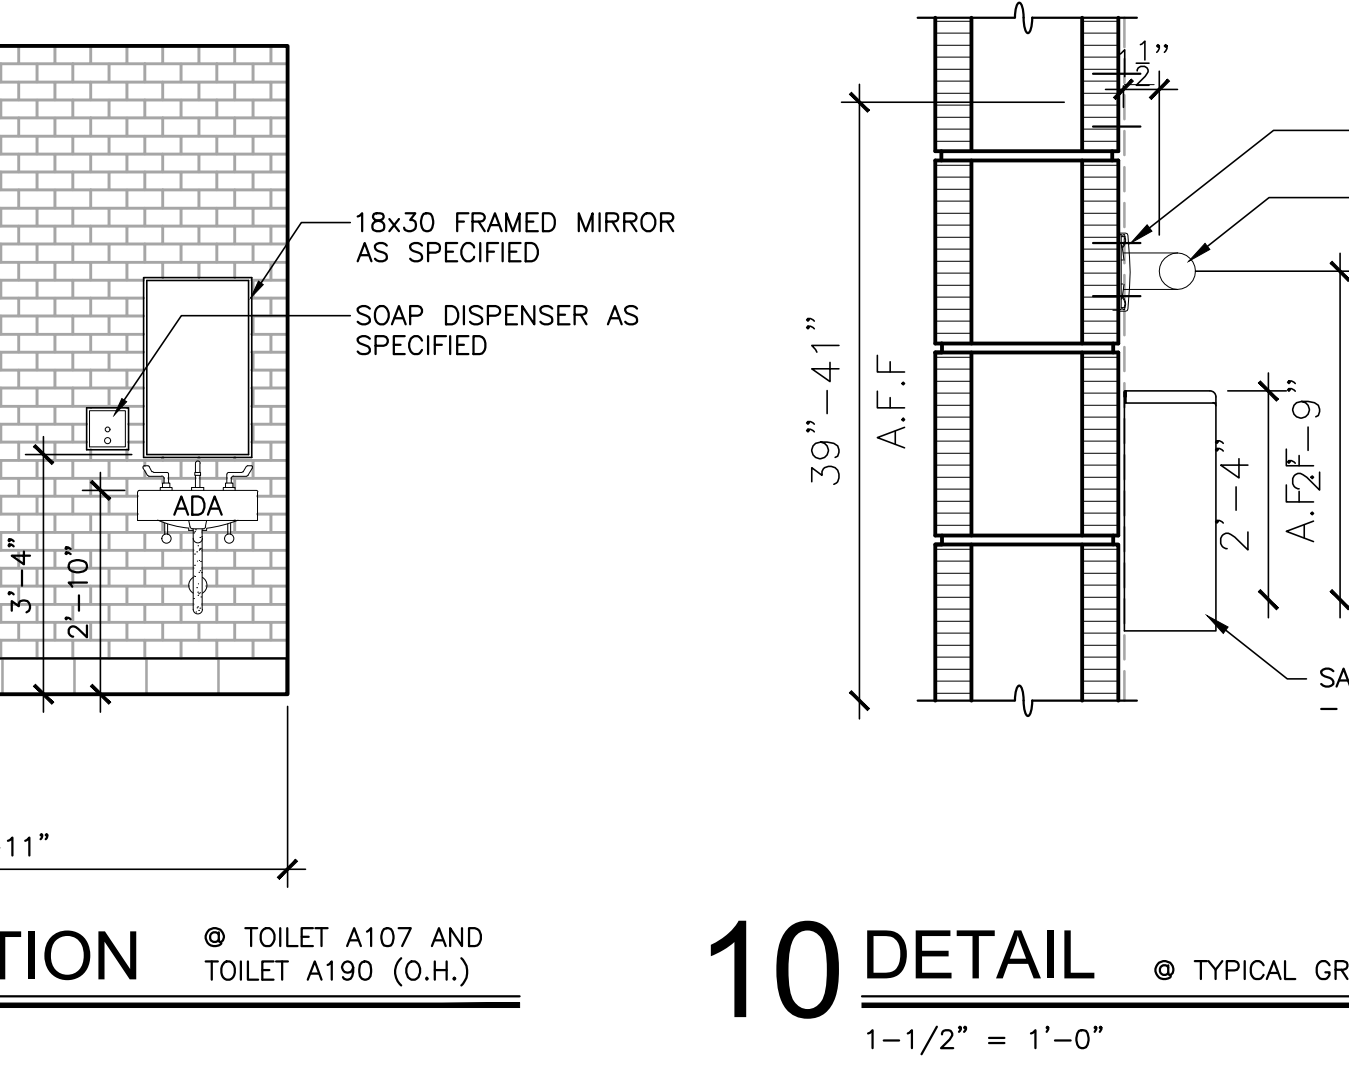 18x30 FRAMED MIRROR
AS SPECIFIED
SOAP DISPENSER AS
SPECIFIED
ADA
3'-4"
2'-10"
11"
TION
@ TOILET A107 AND
TOILET A190 (O.H.)
1 1/2"
39"-41"
A.F.F
2'-4"
A.F.F
2'-9"
SA
-
10
DETAIL
@ TYPICAL GR
1-1/2" = 1'-0"